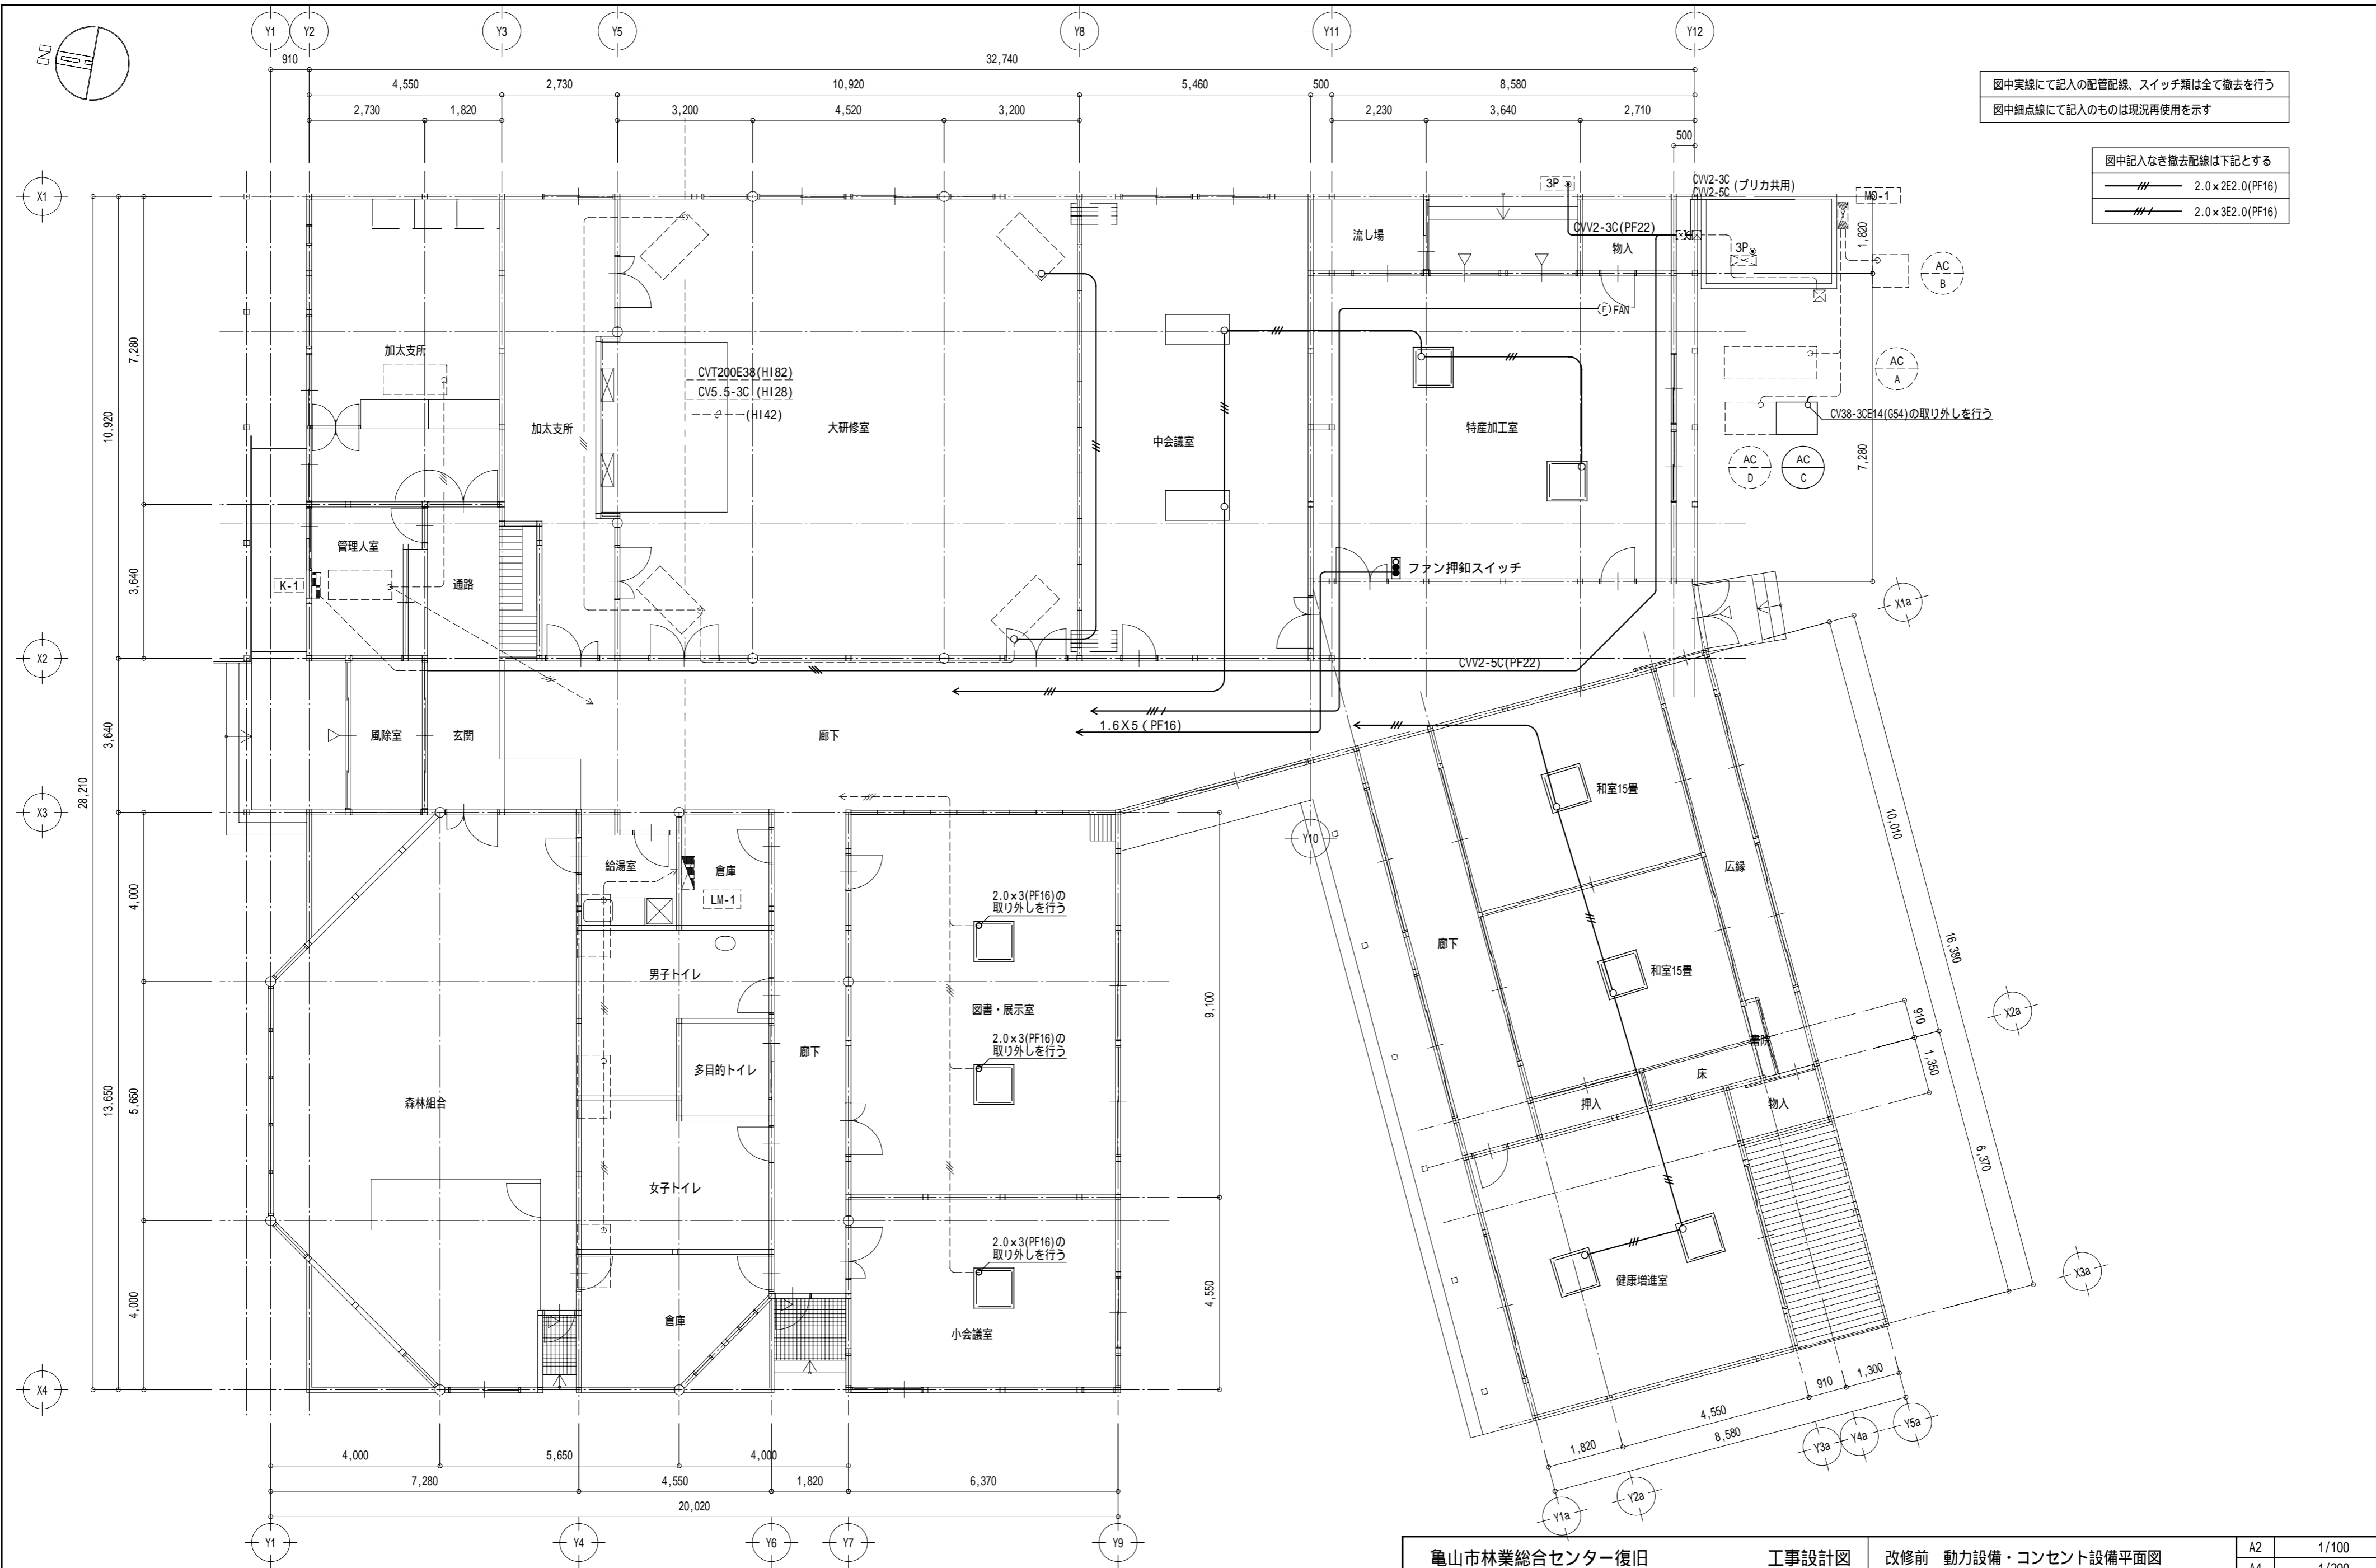 N
Y1
Y2
Y3
Y5
Y8
Y11
Y12
910
32,740
4,550
2,730
10,920
5,460
500
8,580
2,730
1,820
3,200
4,520
3,200
2,230
3,640
2,710
500
図中実線にて記入の配管配線、スイッチ類は全て撤去を行う
図中細点線にて記入のものは現況再使用を示す
図中記入なき撤去配線は下記とする
2.0×2E2.0(PF16)
2.0×3E2.0(PF16)
X1
X2
X3
X4
28,210
10,920
3,640
13,650
7,280
3,640
4,000
5,650
4,000
3P
CVV2-3C
CVV2-5C
(プリカ共用)
MO-1
1,820
7,280
流し場
CVV2-3C(PF22)
物入
3P
AC
B
F
FAN
加太支所
CVT200E38(HI82)
CV5.5-3C (HI28)
(HI42)
加太支所
大研修室
中会議室
特産加工室
AC
A
CV38-3CE14(G54)の取り外しを行う
AC
D
AC
C
管理人室
K-1
通路
ファン押釦スイッチ
CVV2-5C(PF22)
1.6X5 (PF16)
風除室
玄関
廊下
X1a
和室15畳
Y10
広縁
10,010
16,380
給湯室
倉庫
LM-1
2.0×3(PF16)の
取り外しを行う
廊下
和室15畳
男子トイレ
図書・展示室
9,100
910
X2a
2.0×3(PF16)の
取り外しを行う
廊下
書院
1,350
多目的トイレ
床
森林組合
押入
物入
6,370
女子トイレ
2.0×3(PF16)の
取り外しを行う
4,550
健康増進室
X3a
倉庫
小会議室
910
1,300
4,550
8,580
1,820
Y5a
Y4a
Y3a
Y2a
Y1a
4,000
5,650
4,000
7,280
4,550
1,820
6,370
20,020
Y1
Y4
Y6
Y7
Y9
亀山市林業総合センター復旧
工事設計図
改修前 動力設備・コンセント設備平面図
A2
1/100
A4
1/200